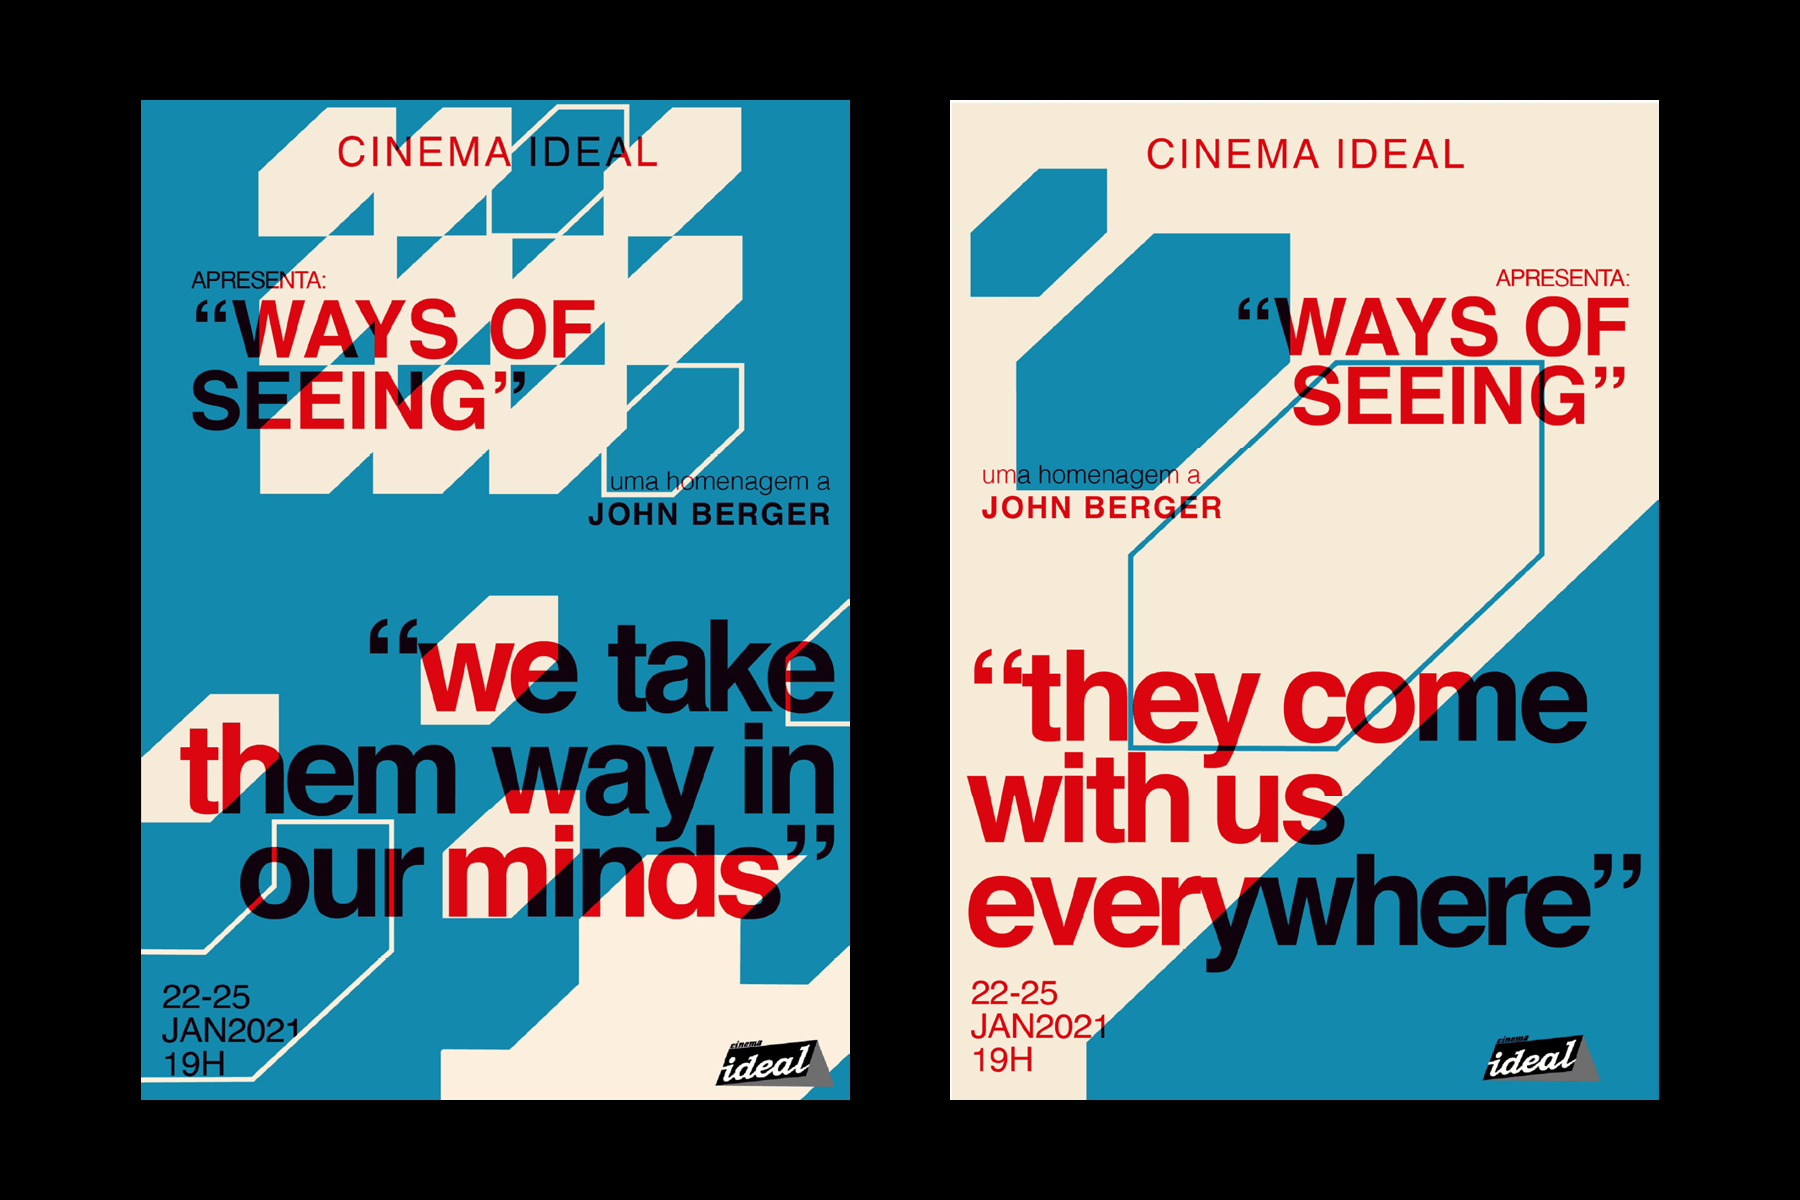 CINEMA IDEAL
APRESENTA:
“WAYS OF
SEEING”
uma homenagem a
JOHN BERGER
“we take
them way in
our minds”
22-25
JAN2021
19H
cinema
ideal
CINEMA IDEAL
APRESENTA:
“WAYS OF
SEEING”
uma homenagem a
JOHN BERGER
“they come
with us
everywhere”
22-25
JAN2021
19H
cinema
ideal